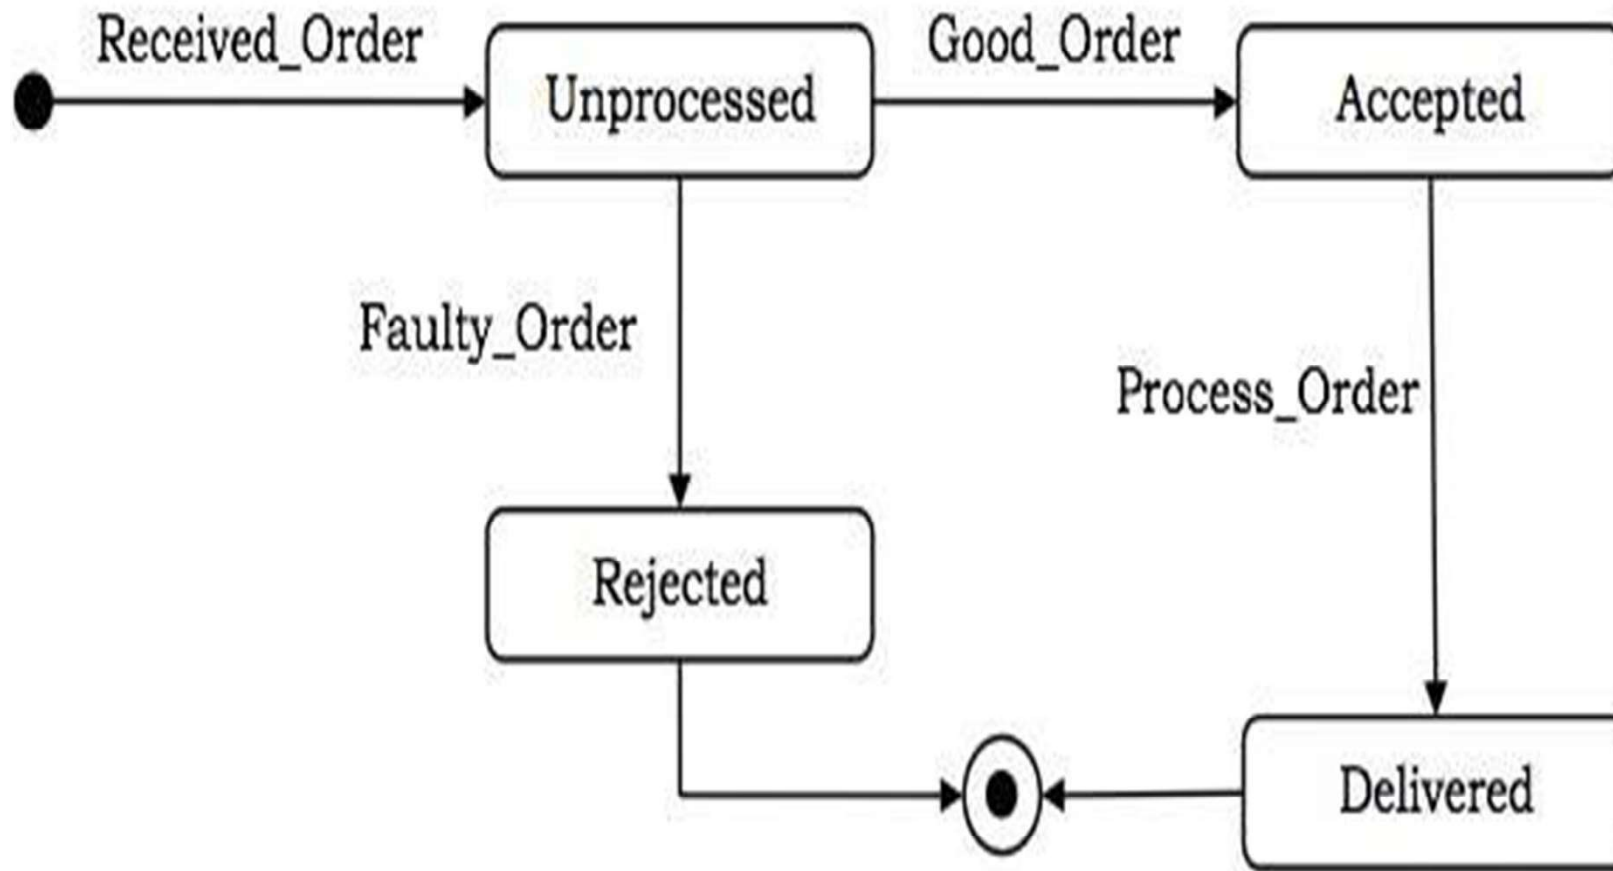 Received_Order
Good_Order
Unprocessed
Accepted
Faulty_Order
Process_Order
Rejected
Delivered